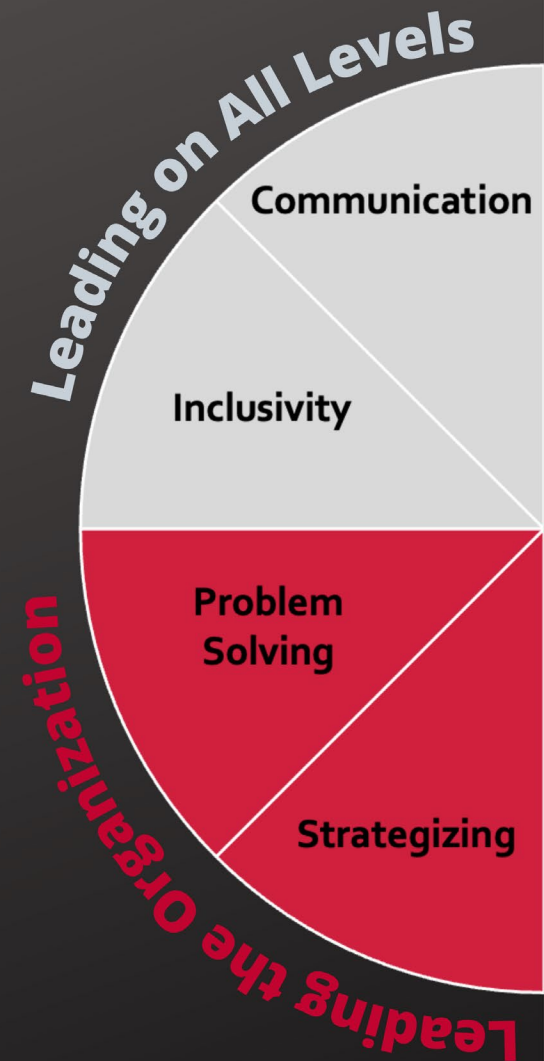 Leading on All Levels
Communication
Inclusivity
Problem
Solving
Strategizing
Leading the Organization